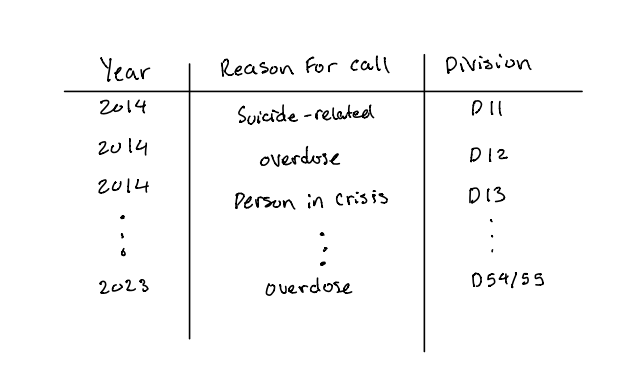 Year Reason For call Division
2014 Suicide-related D11
2014 overdose D12
2014 Person in crisis D13
2023 overdose D54/55